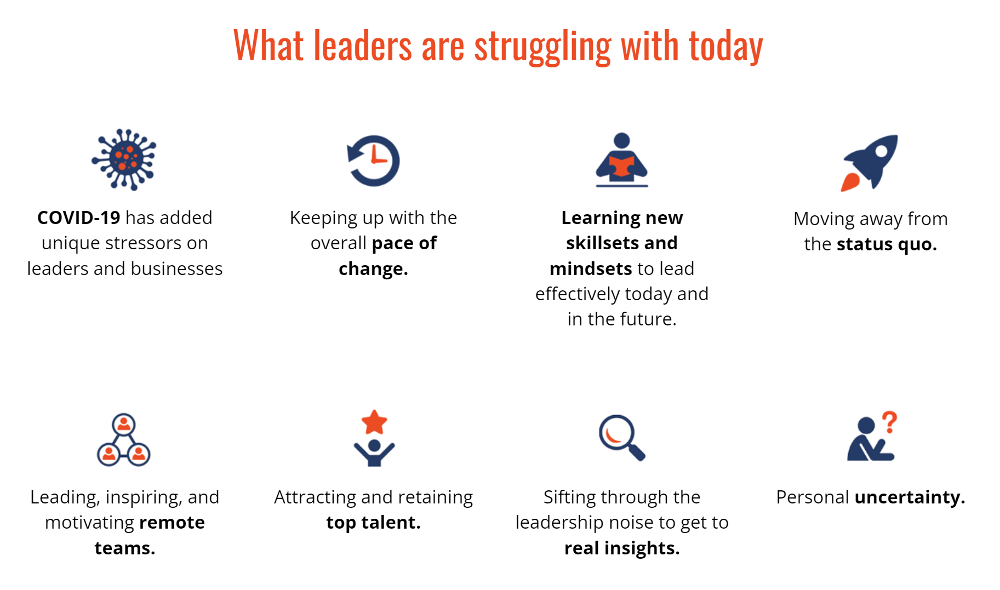 What leaders are struggling with today
COVID-19 has added
unique stressors on
leaders and businesses
Keeping up with the
overall pace of
change.
Learning new
skillsets and
mindsets to lead
effectively today and
in the future.
Moving away from
the status quo.
Leading, inspiring, and
motivating remote
teams.
Attracting and retaining
top talent.
Sifting through the
leadership noise to get to
real insights.
Personal uncertainty.